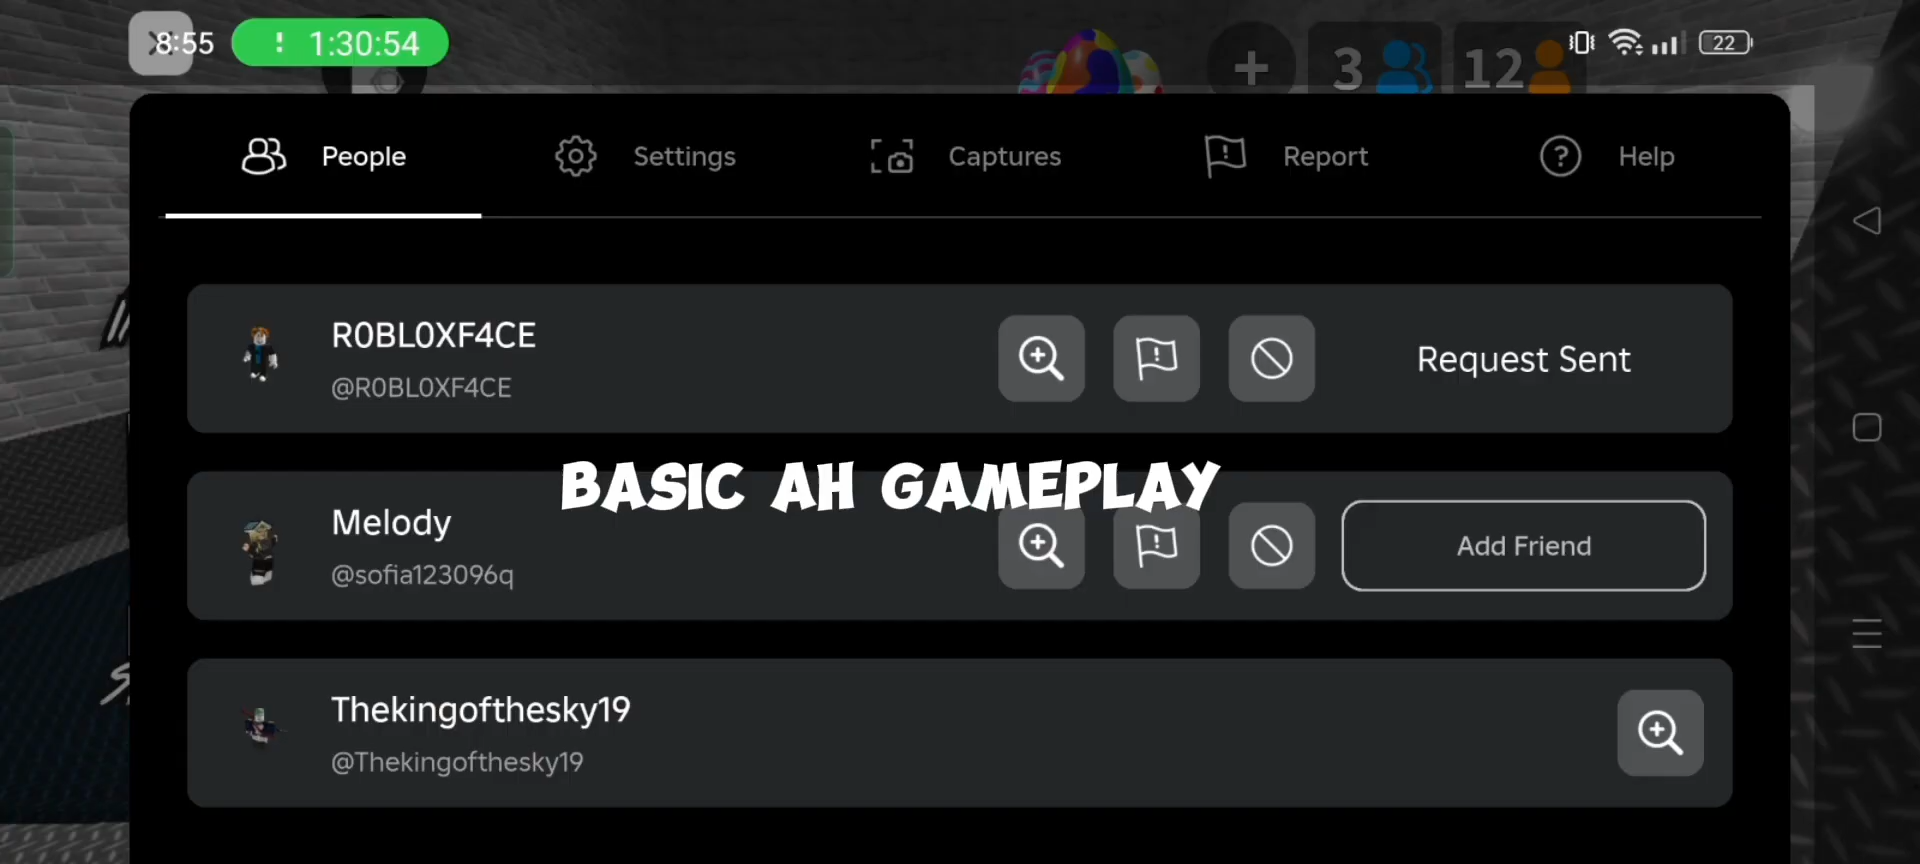 8:55
! 1:30:54
+ 3 12
22
People Settings Captures Report Help
R0BL0XF4CE
@R0BL0XF4CE
Request Sent
BASIC AH GAMEPLAY
Melody
@sofia123096q
Add Friend
Thekingofthesky19
@Thekingofthesky19